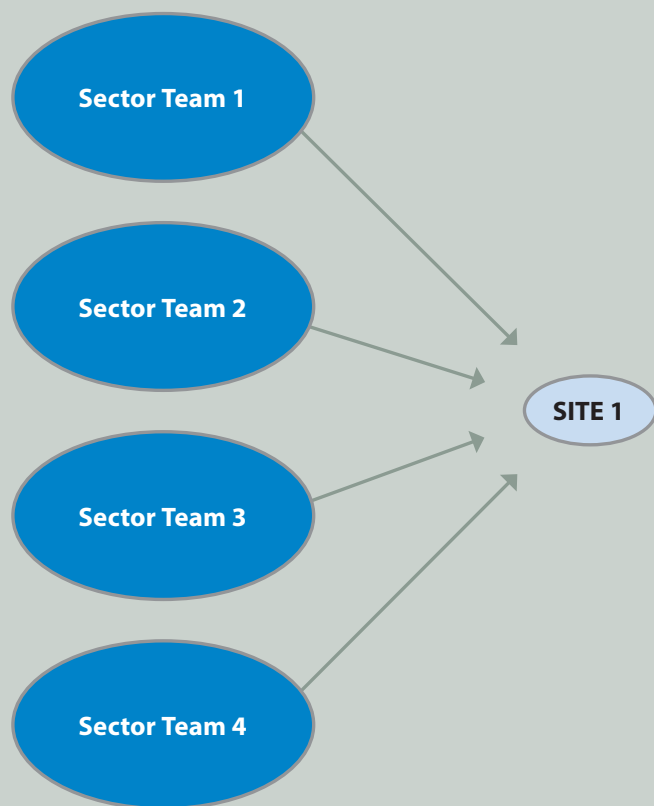 Sector Team 1
Sector Team 2
SITE 1
Sector Team 3
Sector Team 4